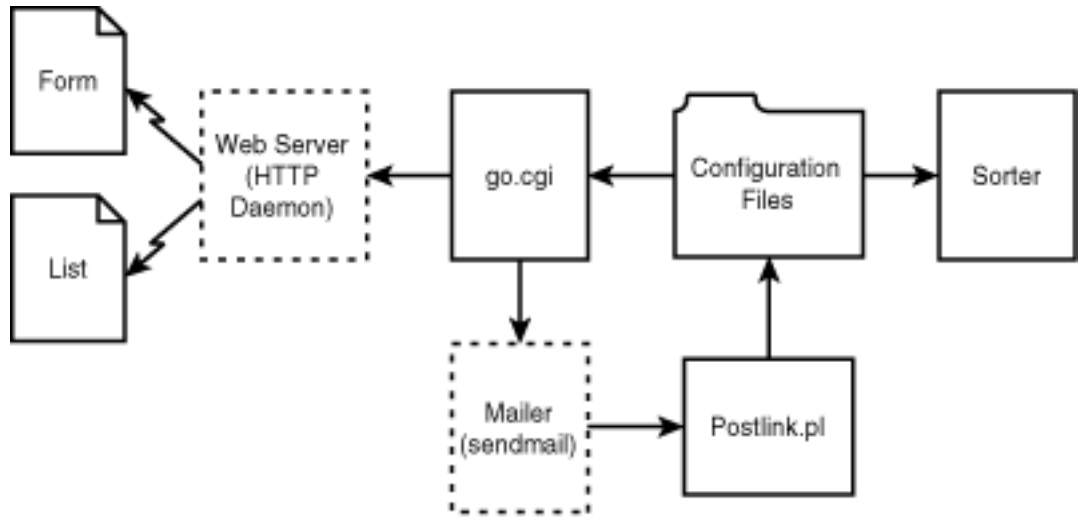 Form
Web Server
(HTTP
Daemon)
go.cgi
Configuration
Files
Sorter
List
Mailer
(sendmail)
Postlink.pl